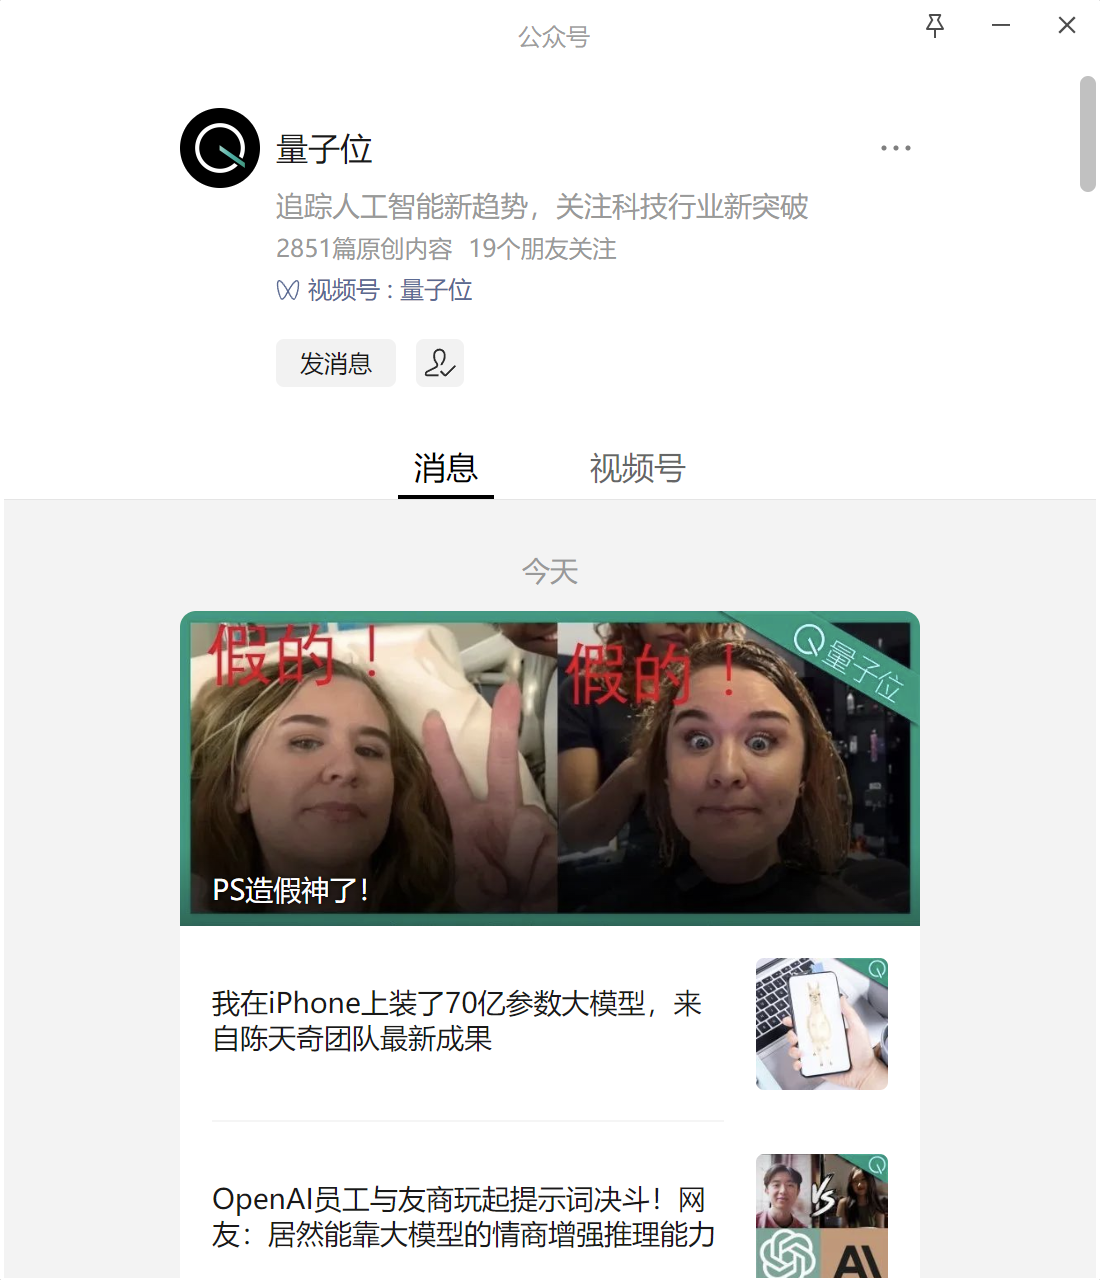 公众号
量子位
追踪人工智能新趋势，关注科技行业新突破
2851篇原创内容 19个朋友关注
视频号：量子位
发消息
消息 视频号
今天
假的！ 假的！
量子位
PS造假神了！
我在iPhone上装了70亿参数大模型，来
自陈天奇团队最新成果
OpenAI员工与友商玩起提示词决斗！网
友：居然能靠大模型的情商增强推理能力
VS
AI